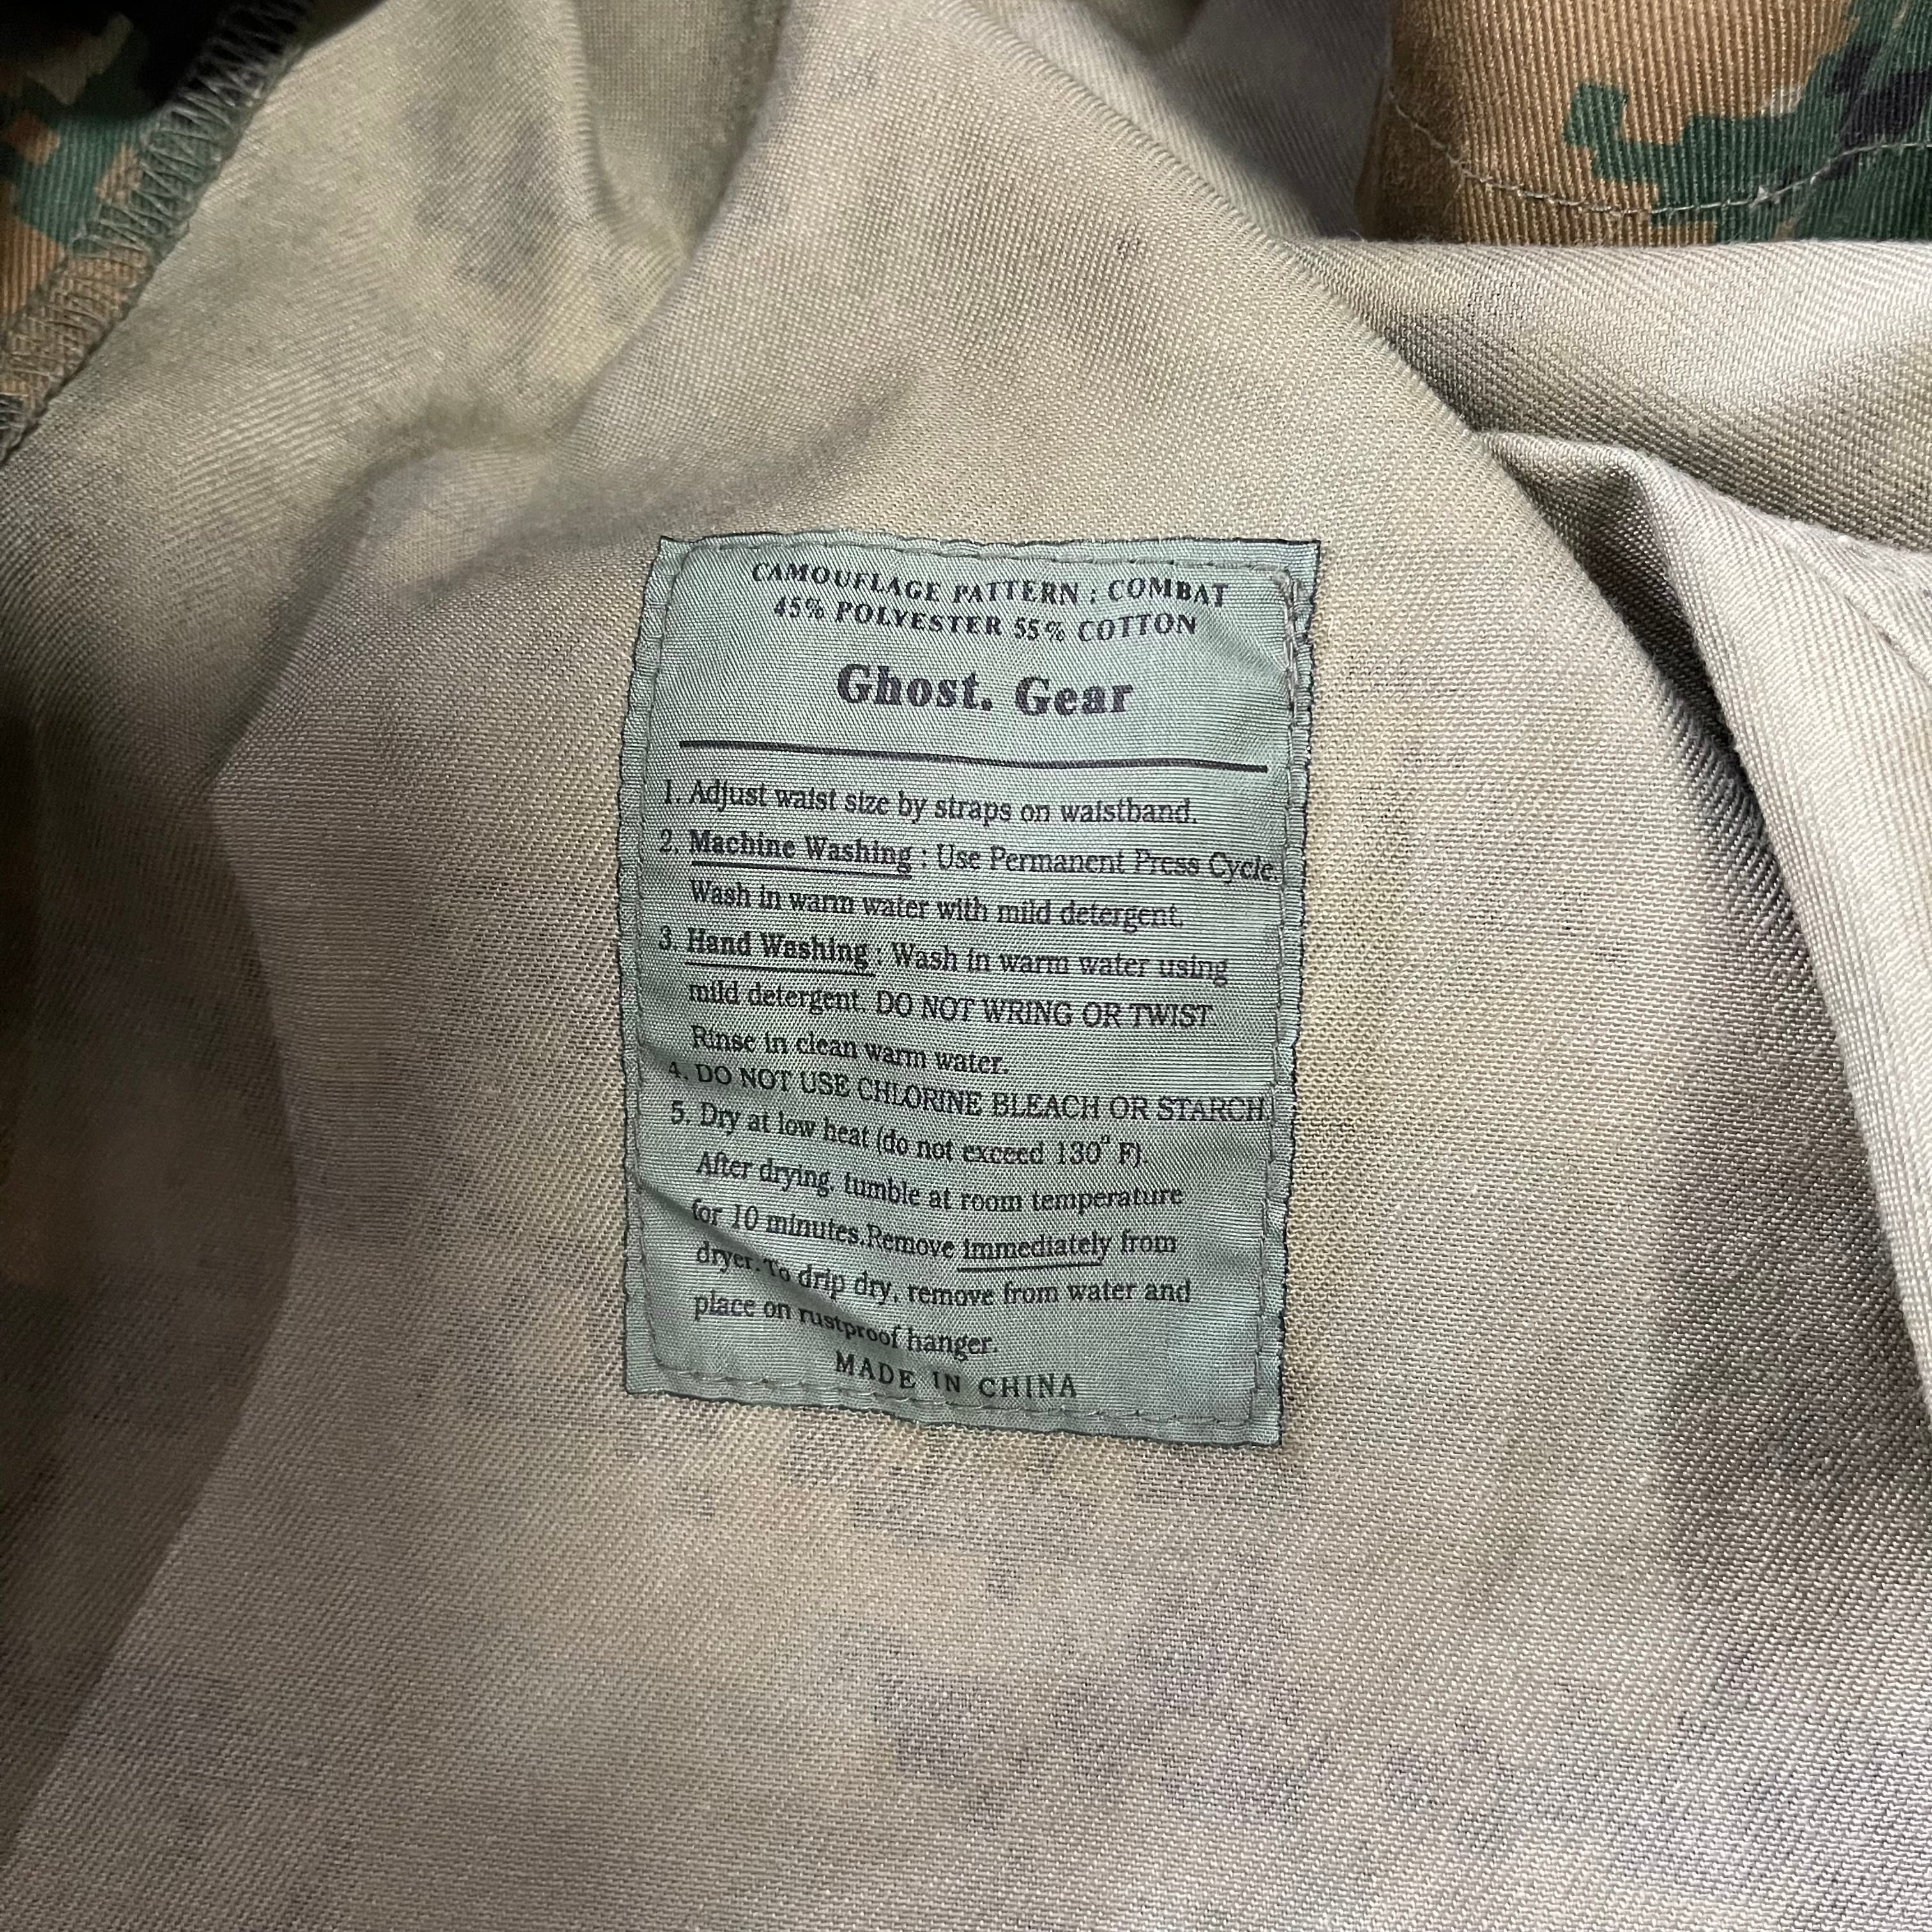 CAMOUFLAGE PATTERN : COMBAT
45% POLYESTER 55% COTTON
Ghost. Gear
1. Adjust waist size by straps on waistband.
2. Machine Washing : Use Permanent Press Cycle.
Wash in warm water with mild detergent.
3. Hand Washing : Wash in warm water using
mild detergent. DO NOT WRING OR TWIST.
Rinse in clean warm water.
4. DO NOT USE CHLORINE BLEACH OR STARCH.
5. Dry at low heat (do not exceed 130° F).
After drying, tumble at room temperature
for 10 minutes.Remove immediately from
dryer.To drip dry, remove from water and
place on rustproof hanger.
MADE IN CHINA